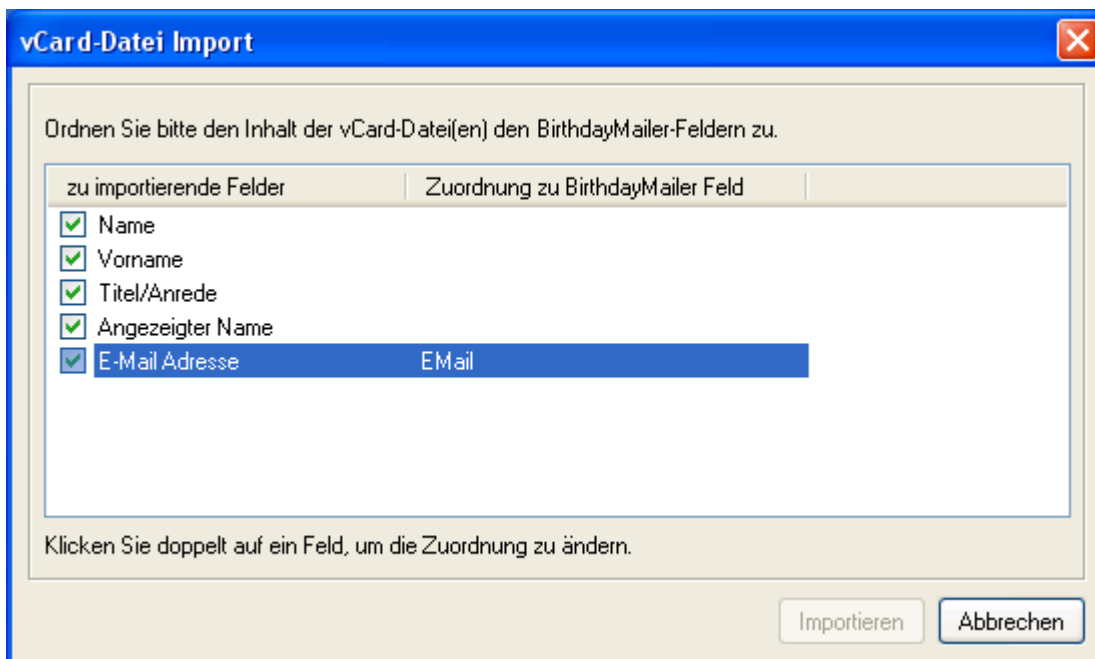 vCard-Datei Import
Ordnen Sie bitte den Inhalt der vCard-Datei(en) den BirthdayMailer-Feldern zu.
zu importierende Felder Zuordnung zu BirthdayMailer Feld
Name
Vorname
Titel/Anrede
Angezeigter Name
E-Mail Adresse EMail
Klicken Sie doppelt auf ein Feld, um die Zuordnung zu ändern.
Importieren Abbrechen